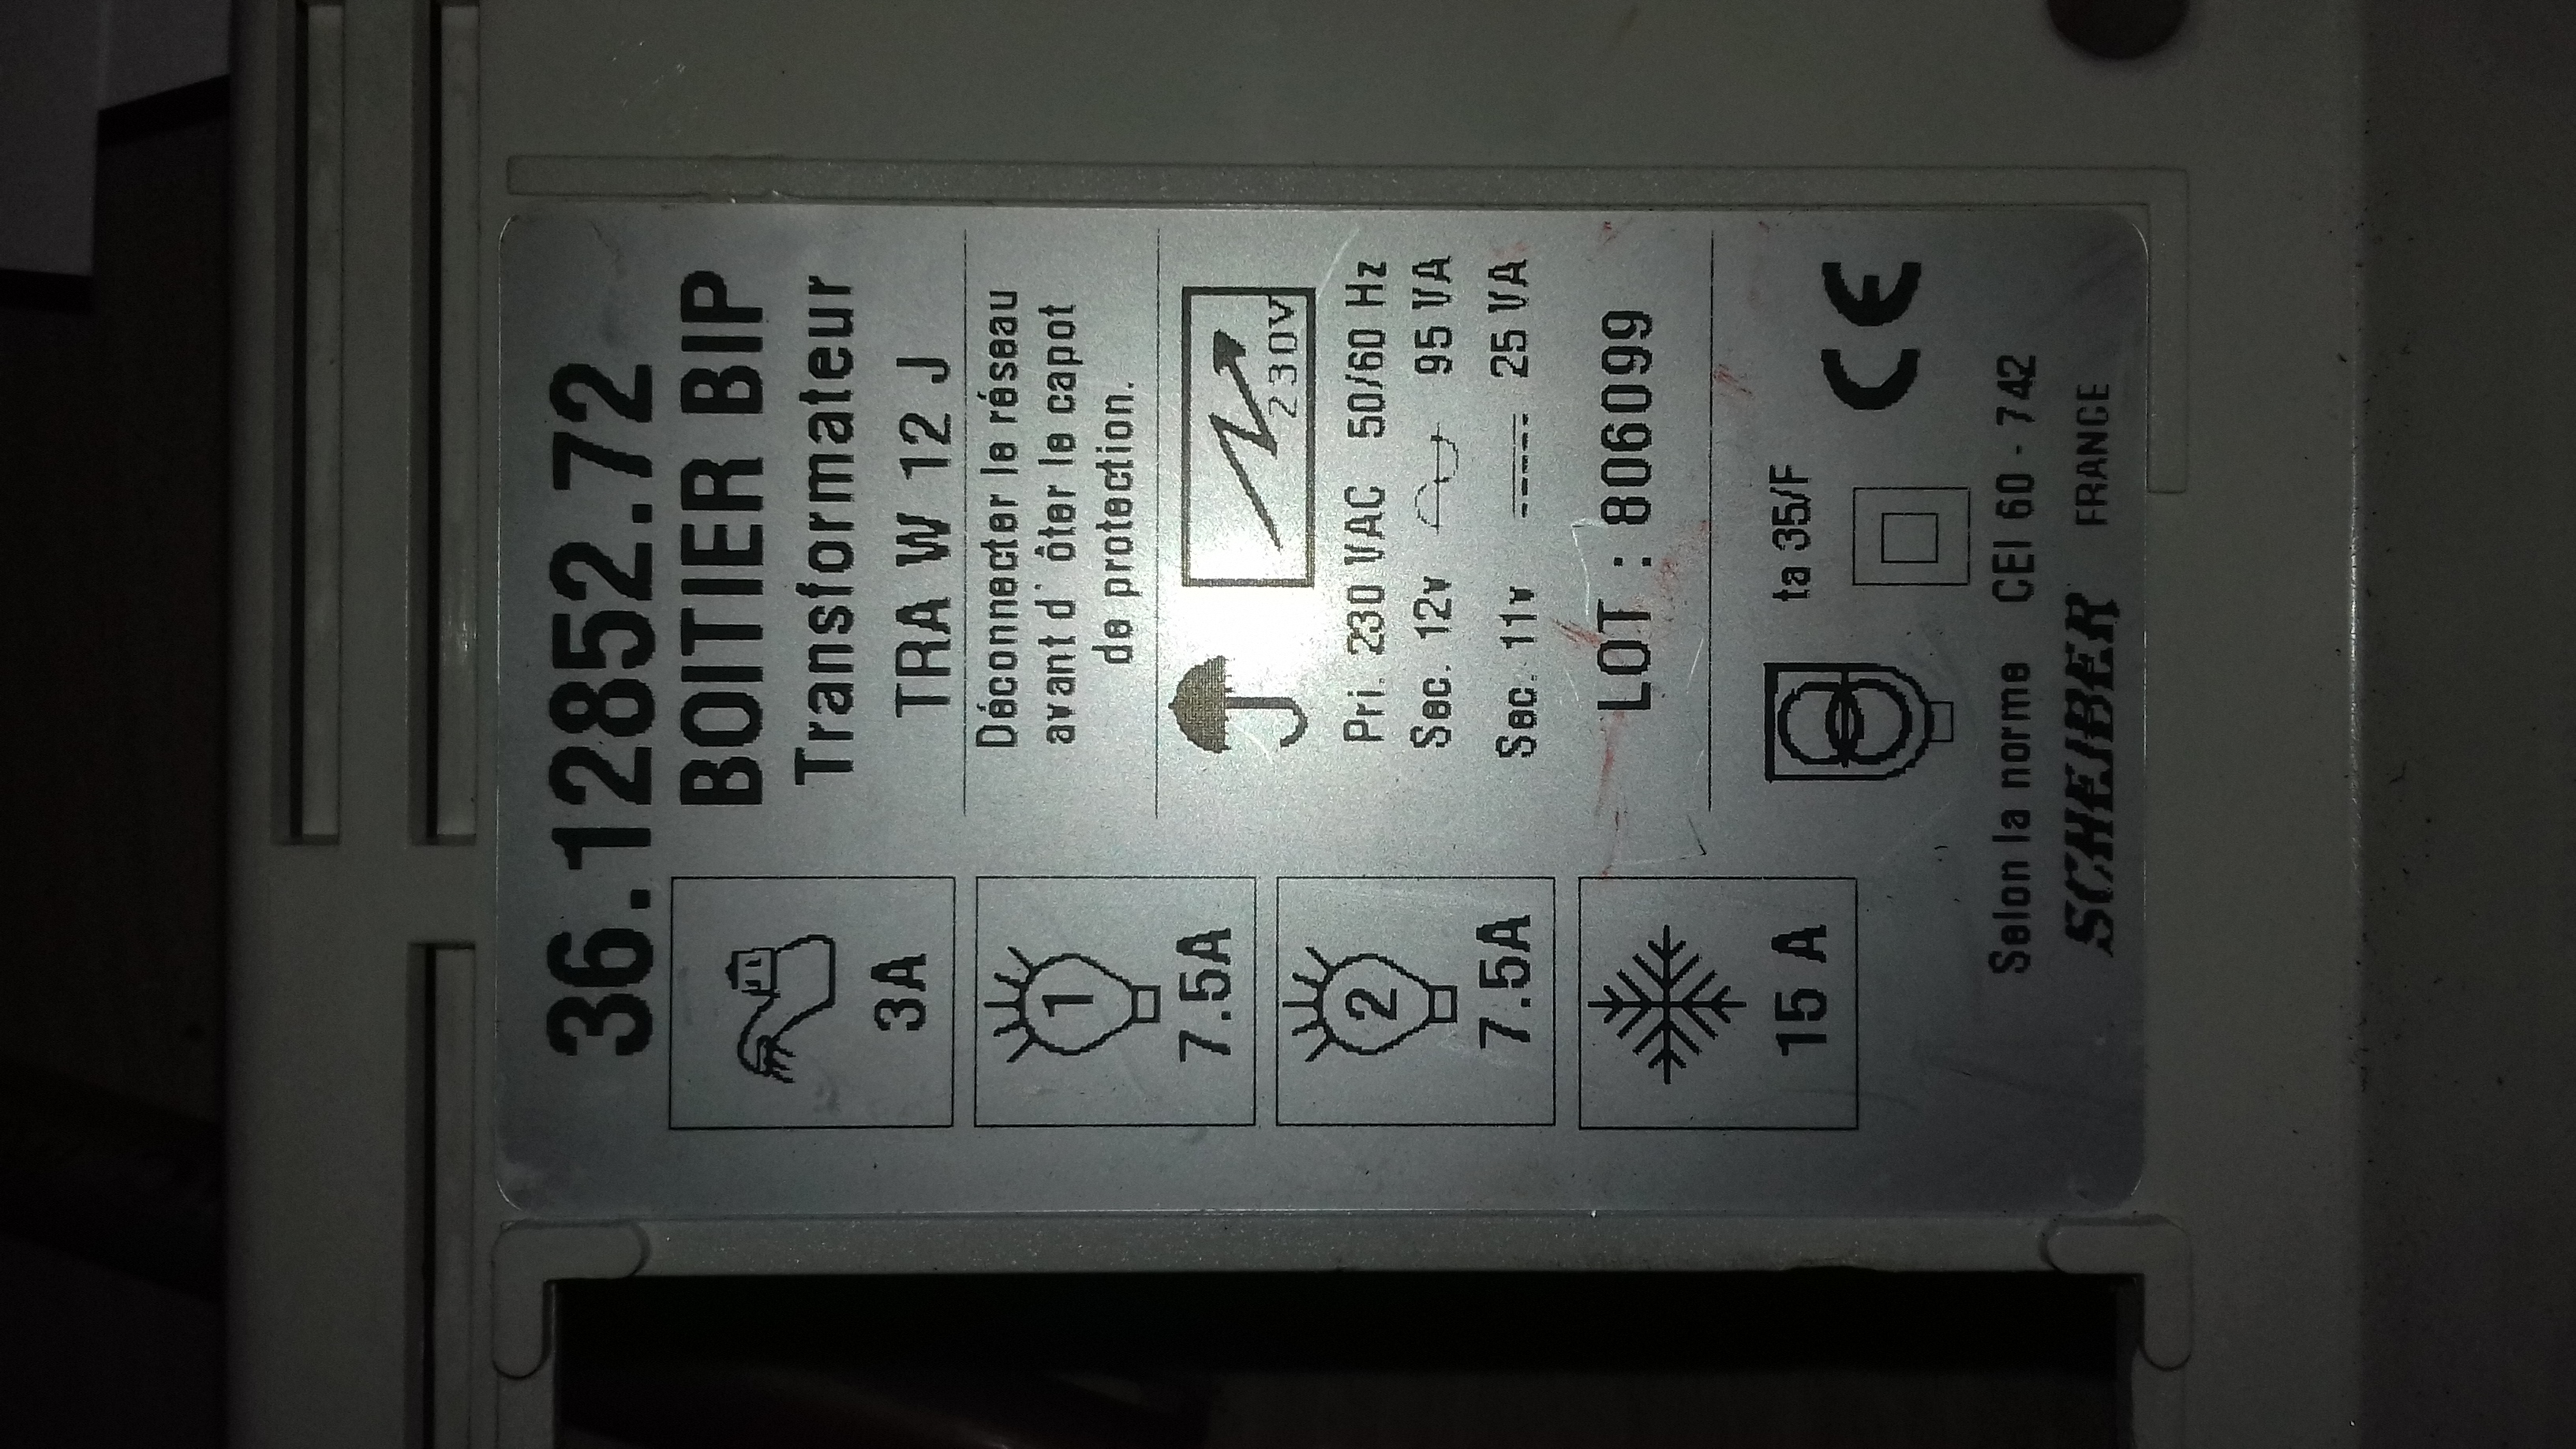 36.12852.72
BOITIER BIP
Transformateur
TRA W 12 J
Déconnecter le réseau
avant d' ôter le capot
de protection.
230V
Pri. 230 VAC 50/60 Hz
Sec. 12v 95 VA
Sec. 11v 25 VA
LOT : 806099
3A
1
7.5A
2
7.5A
15 A
ta 35/F
CE
Selon la norme CEI 60 - 742
SCHEIBER FRANCE